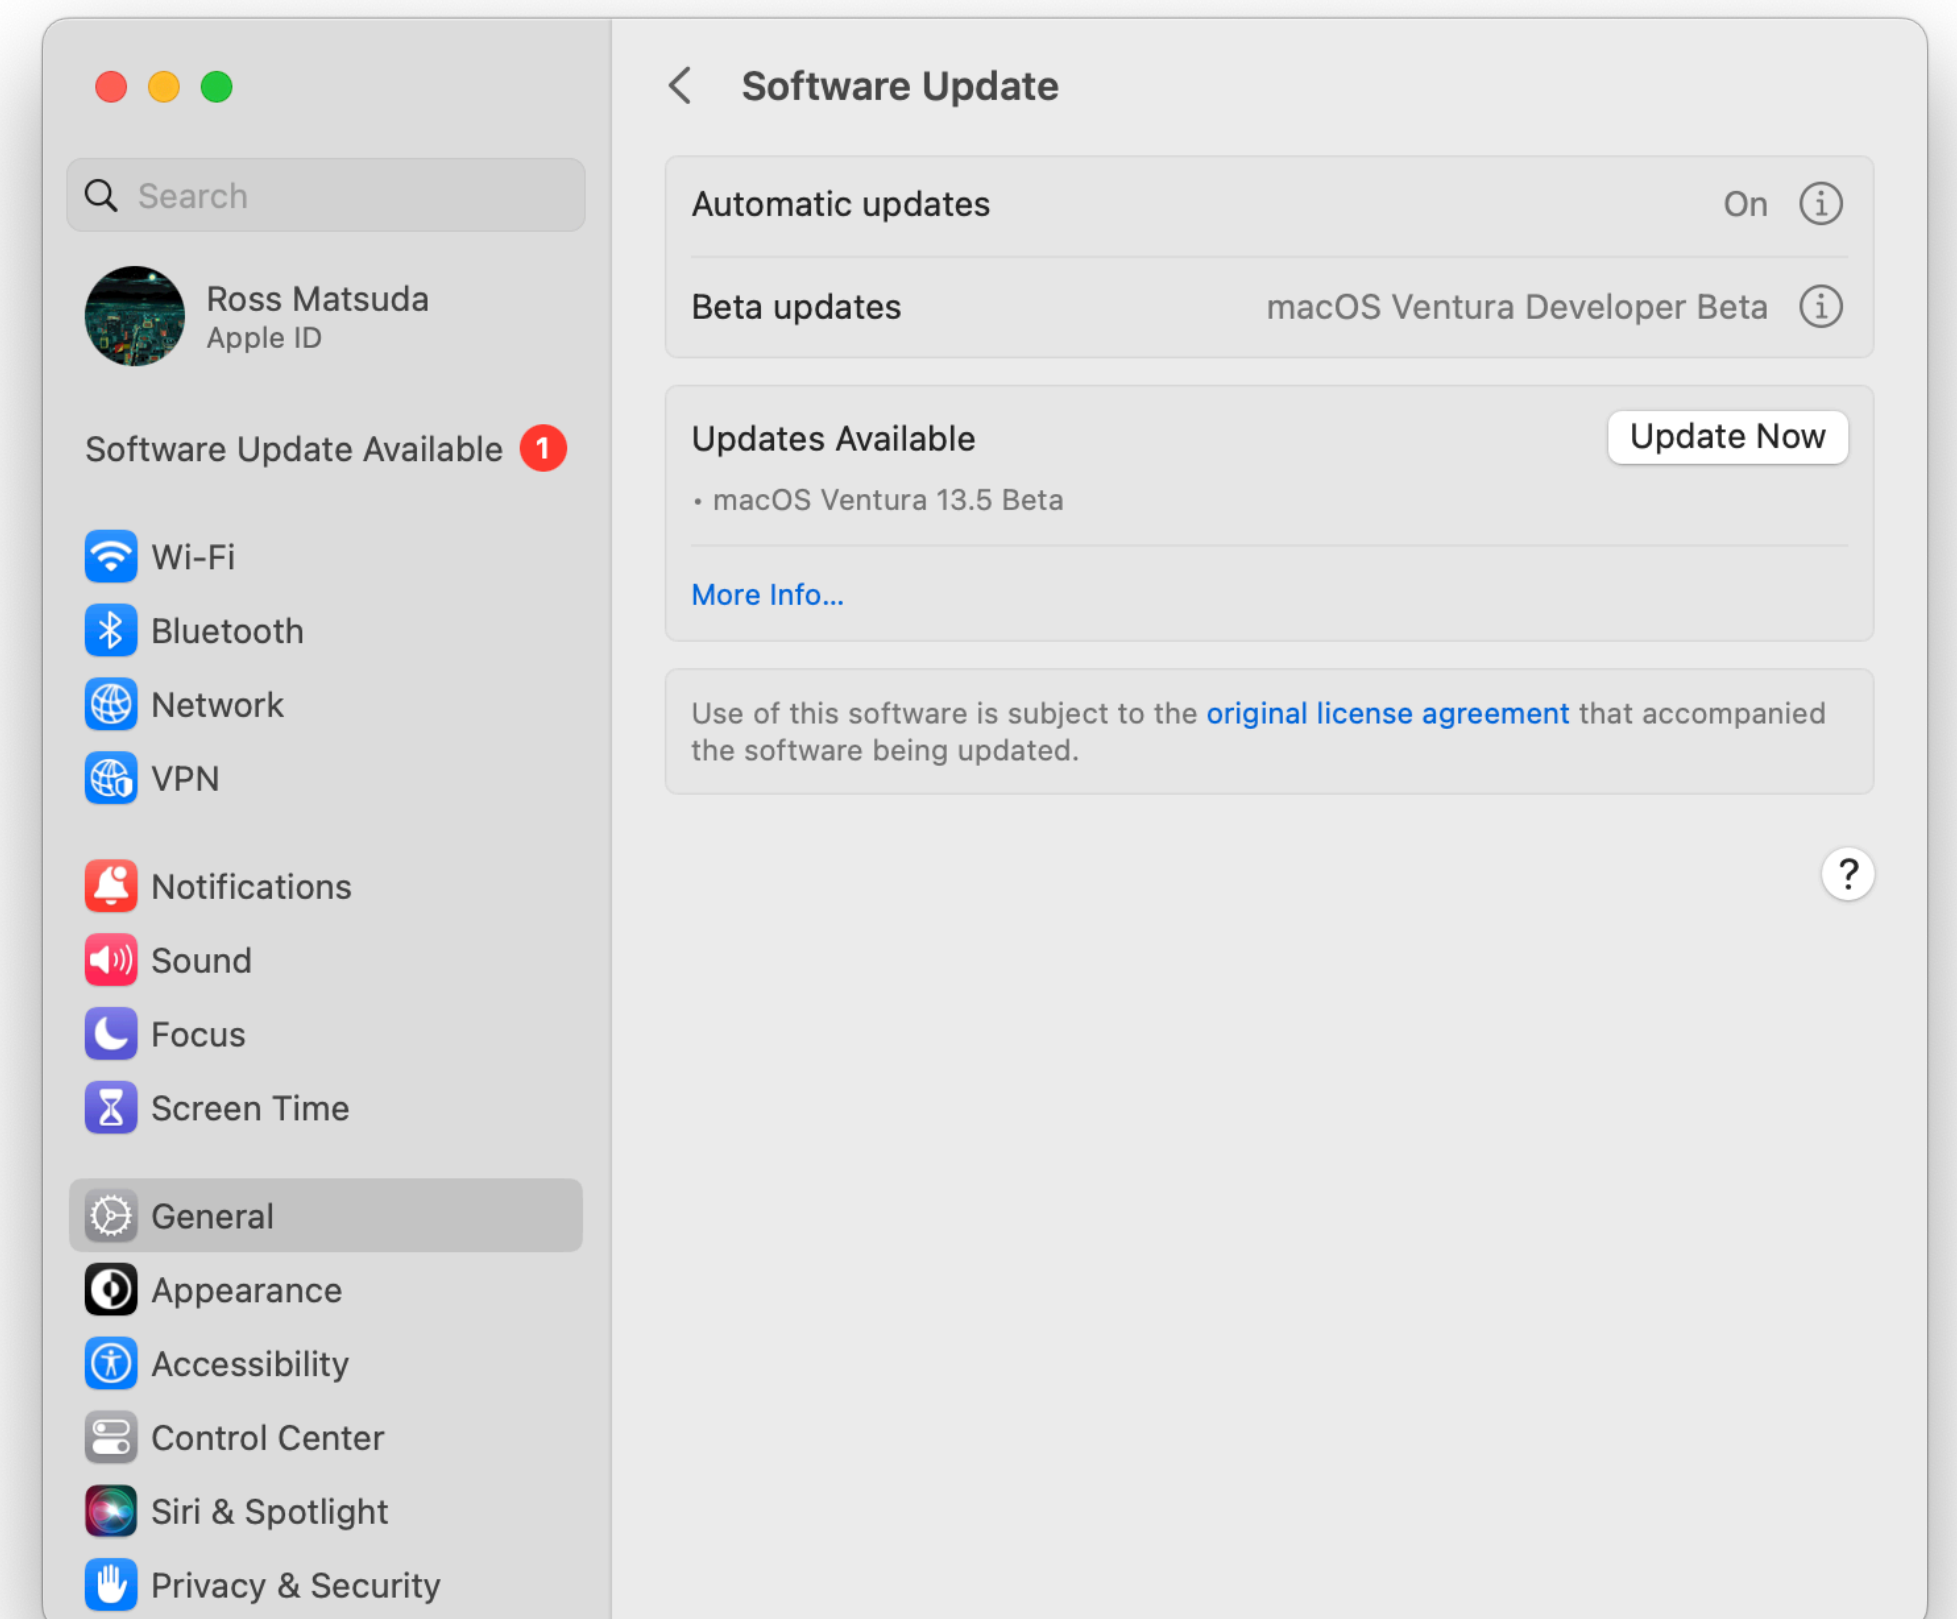 Search
Ross Matsuda
Apple ID
Software Update Available 1
Wi-Fi
Bluetooth
Network
VPN
Notifications
Sound
Focus
Screen Time
General
Appearance
Accessibility
Control Center
Siri & Spotlight
Privacy & Security
Software Update
Automatic updates On
Beta updates macOS Ventura Developer Beta
Updates Available Update Now
• macOS Ventura 13.5 Beta
More Info...
Use of this software is subject to the original license agreement that accompanied
the software being updated.
?